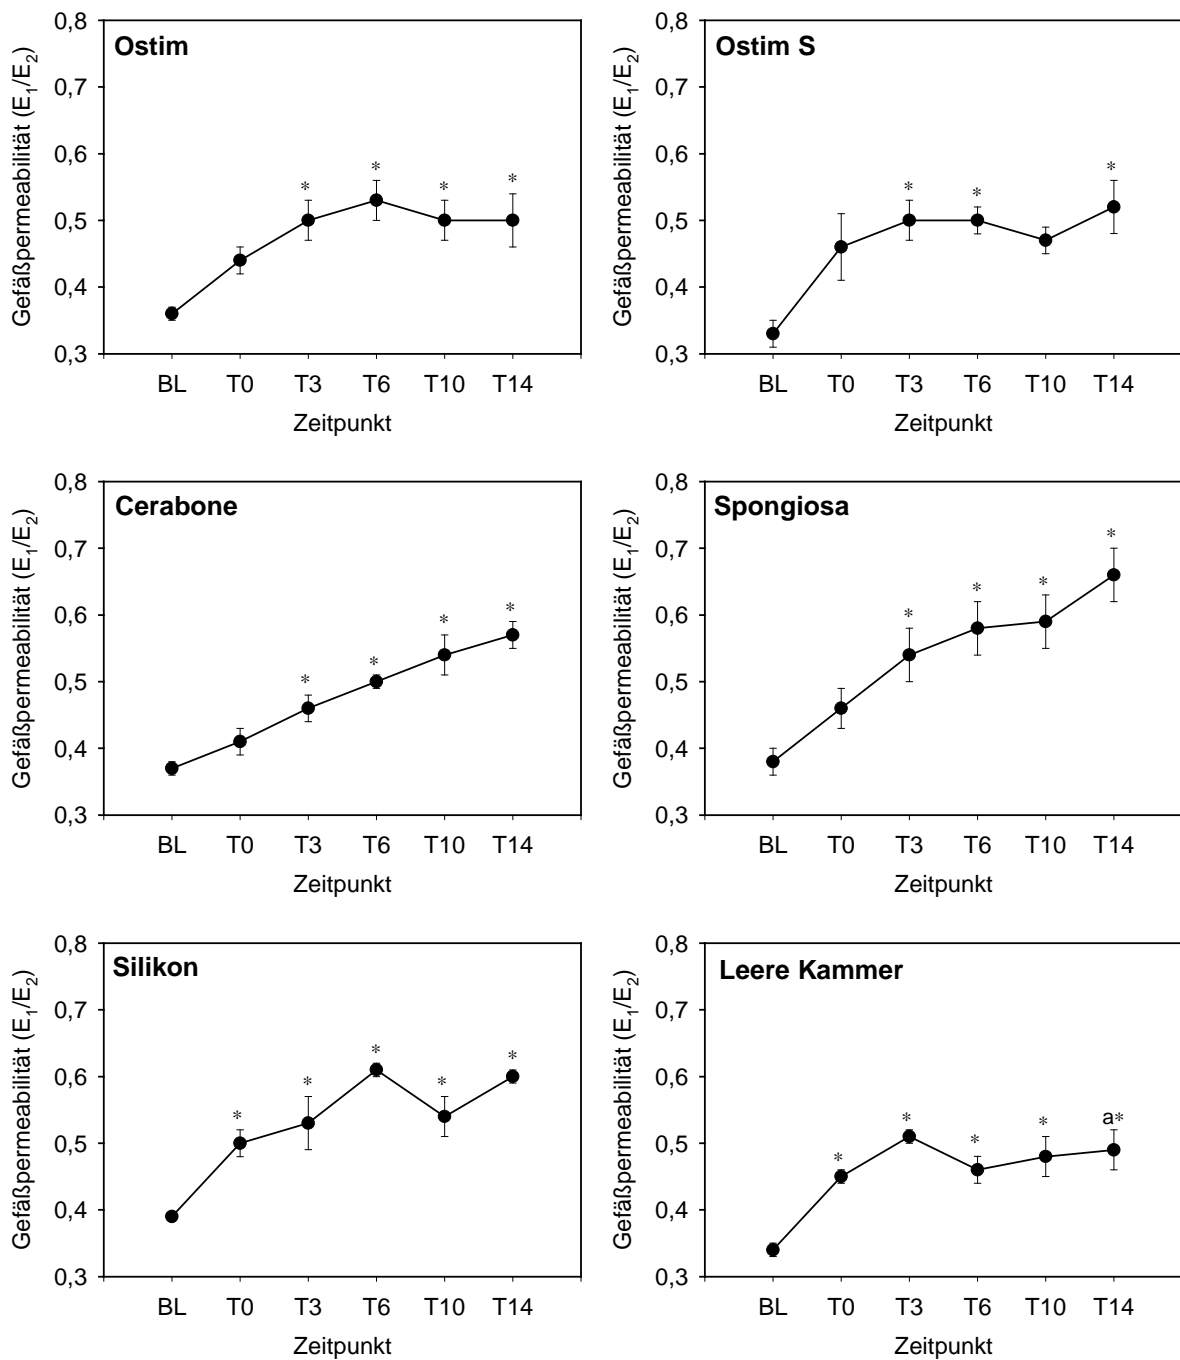 Ostim
Gefäßpermeabilität (E₁/E₂)
0,8
0,7
0,6
0,5
0,4
0,3
* * * *
BL T0 T3 T6 T10 T14
Zeitpunkt
Ostim S
Gefäßpermeabilität (E₁/E₂)
0,8
0,7
0,6
0,5
0,4
0,3
* * *
BL T0 T3 T6 T10 T14
Zeitpunkt
Cerabone
Gefäßpermeabilität (E₁/E₂)
0,8
0,7
0,6
0,5
0,4
0,3
* * * *
BL T0 T3 T6 T10 T14
Zeitpunkt
Spongiosa
Gefäßpermeabilität (E₁/E₂)
0,8
0,7
0,6
0,5
0,4
0,3
* * * *
BL T0 T3 T6 T10 T14
Zeitpunkt
Silikon
Gefäßpermeabilität (E₁/E₂)
0,8
0,7
0,6
0,5
0,4
0,3
* * * * *
BL T0 T3 T6 T10 T14
Zeitpunkt
Leere Kammer
Gefäßpermeabilität (E₁/E₂)
0,8
0,7
0,6
0,5
0,4
0,3
* * * * a*
BL T0 T3 T6 T10 T14
Zeitpunkt